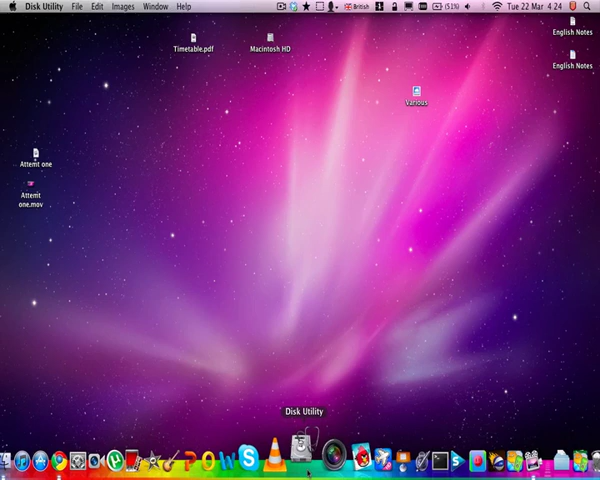 Disk Utility File Edit Images Window Help British (51%) Tue 22 Mar 4 24
English Notes
Timetable.pdf Macintosh HD
English Notes
Various
Attemt one
Attemt
one.mov
Disk Utility